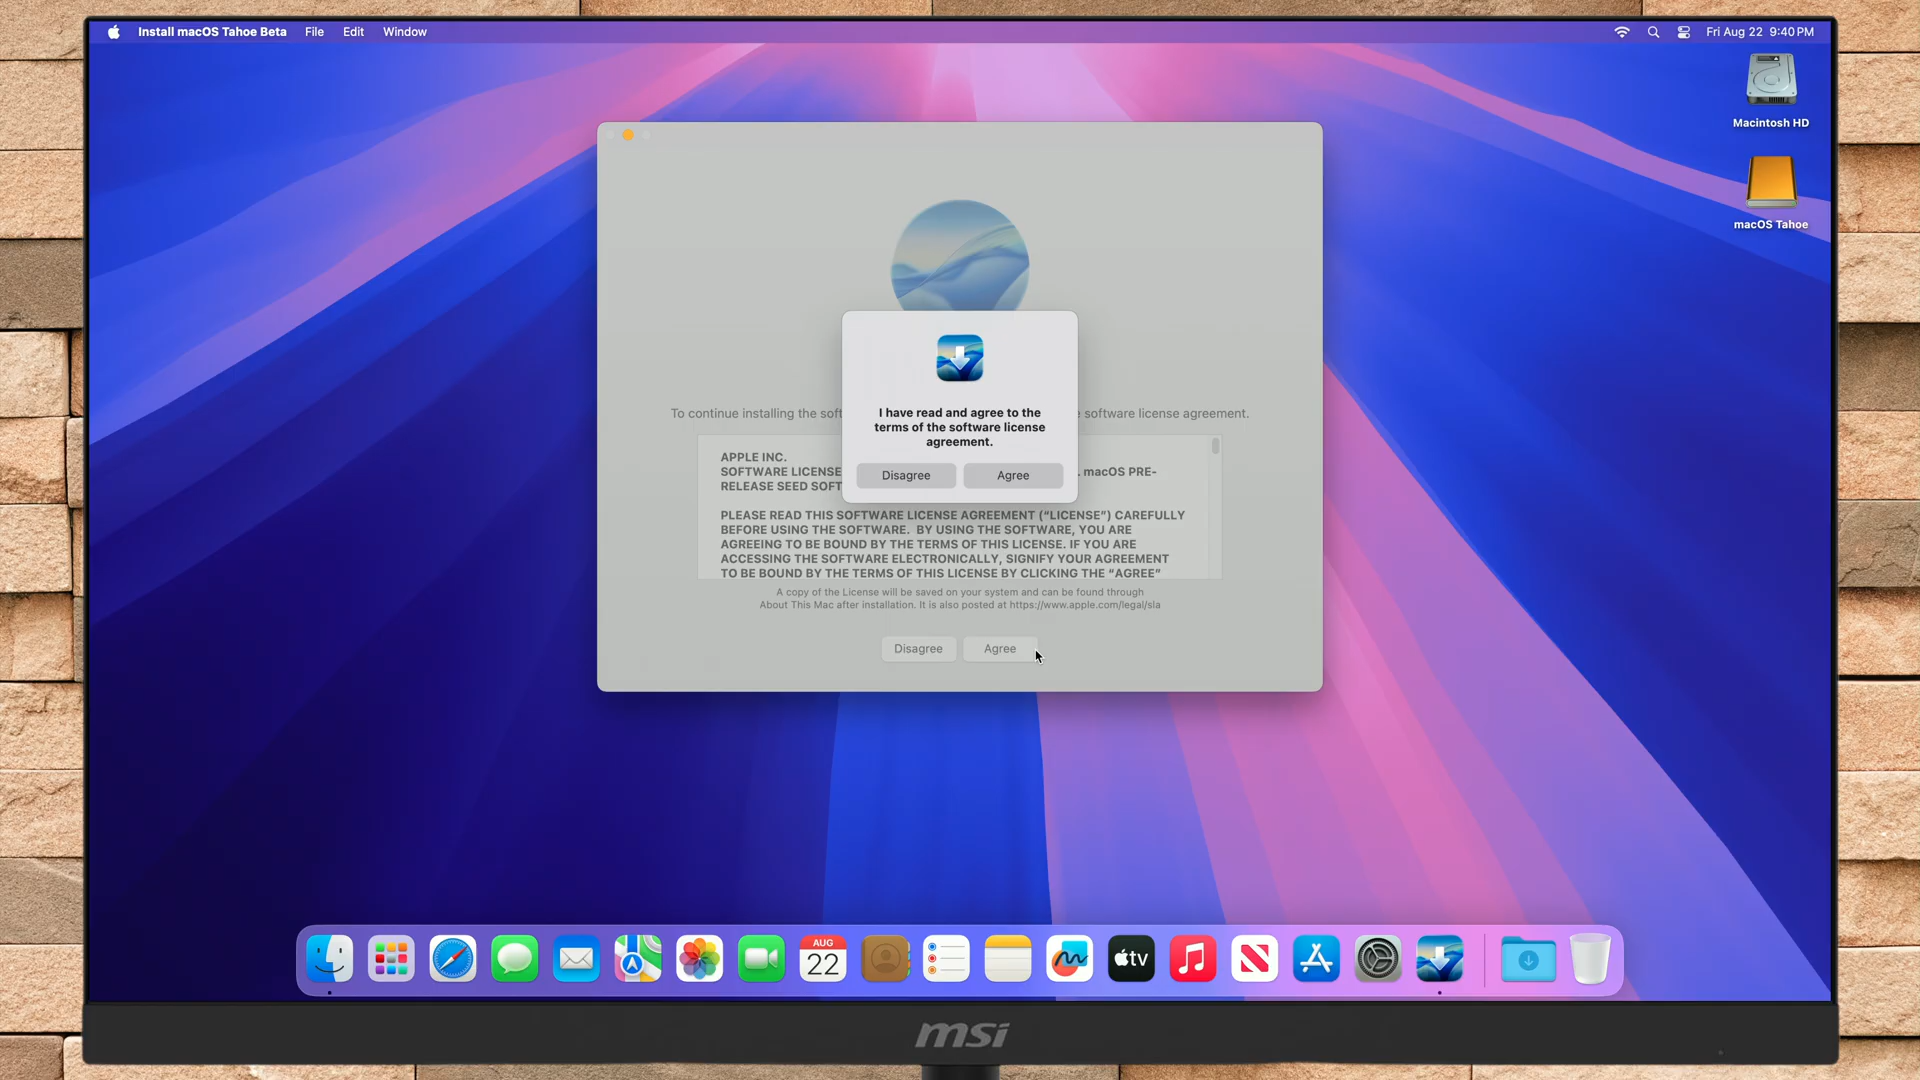 Install macOS Tahoe Beta File Edit Window Fri Aug 22 9:40 PM
Macintosh HD
macOS Tahoe
To continue installing the soft
e software license agreement.
I have read and agree to the
terms of the software license
agreement.
Disagree Agree
APPLE INC.
SOFTWARE LICENSE
macOS PRE-
RELEASE SEED SOFT
PLEASE READ THIS SOFTWARE LICENSE AGREEMENT (“LICENSE”) CAREFULLY
BEFORE USING THE SOFTWARE. BY USING THE SOFTWARE, YOU ARE
AGREEING TO BE BOUND BY THE TERMS OF THIS LICENSE. IF YOU ARE
ACCESSING THE SOFTWARE ELECTRONICALLY, SIGNIFY YOUR AGREEMENT
TO BE BOUND BY THE TERMS OF THIS LICENSE BY CLICKING THE “AGREE”
A copy of the License will be saved on your system and can be found through
About This Mac after installation. It is also posted at https://www.apple.com/legal/sla
Disagree Agree
AUG
22
tv
msi